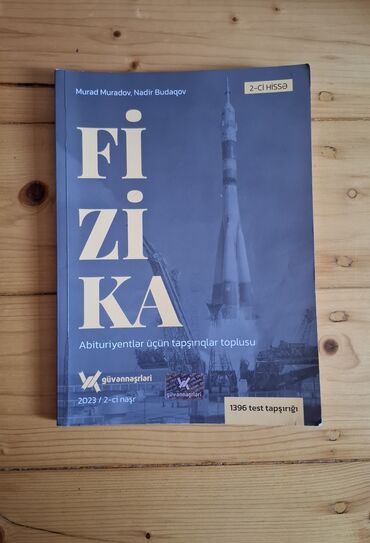 Murad Muradov, Nadir Budaqov
2-Cİ HİSSƏ
Fİ
Zİ
KA
Abituriyentlər üçün tapşırıqlar toplusu
güvənnəşrləri
güvənnəşrləri
2023 / 2-ci nəşr
1396 test tapşırığı